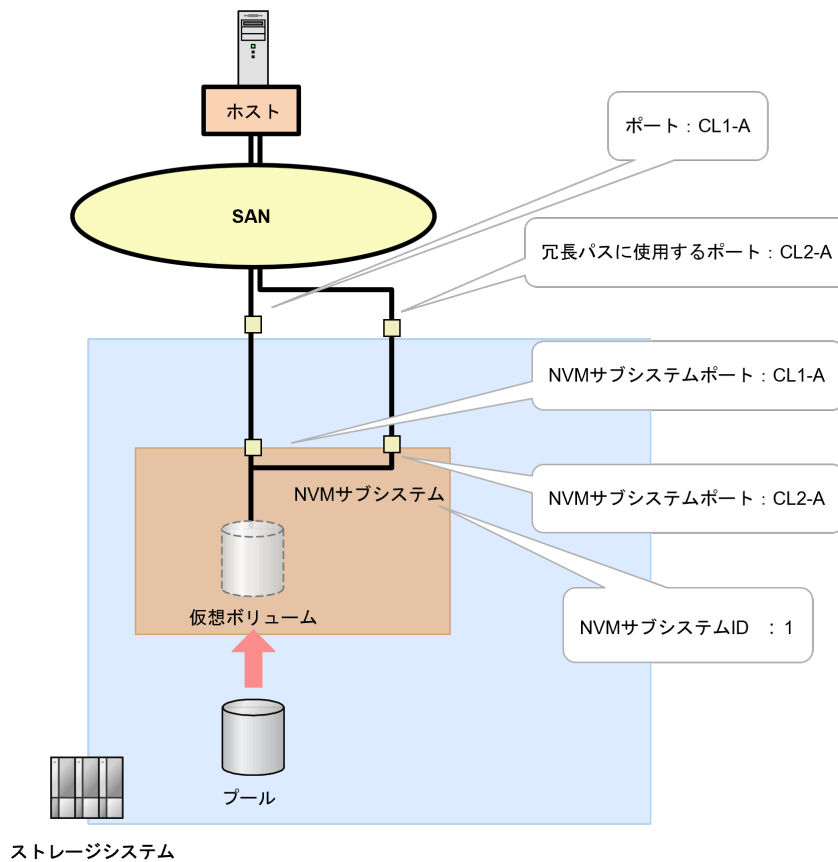 ホスト
ポート：CL1-A
SAN
冗長パスに使用するポート：CL2-A
NVMサブシステムポート：CL1-A
NVMサブシステム
NVMサブシステムポート：CL2-A
仮想ボリューム
NVMサブシステムID ：1
プール
ストレージシステム